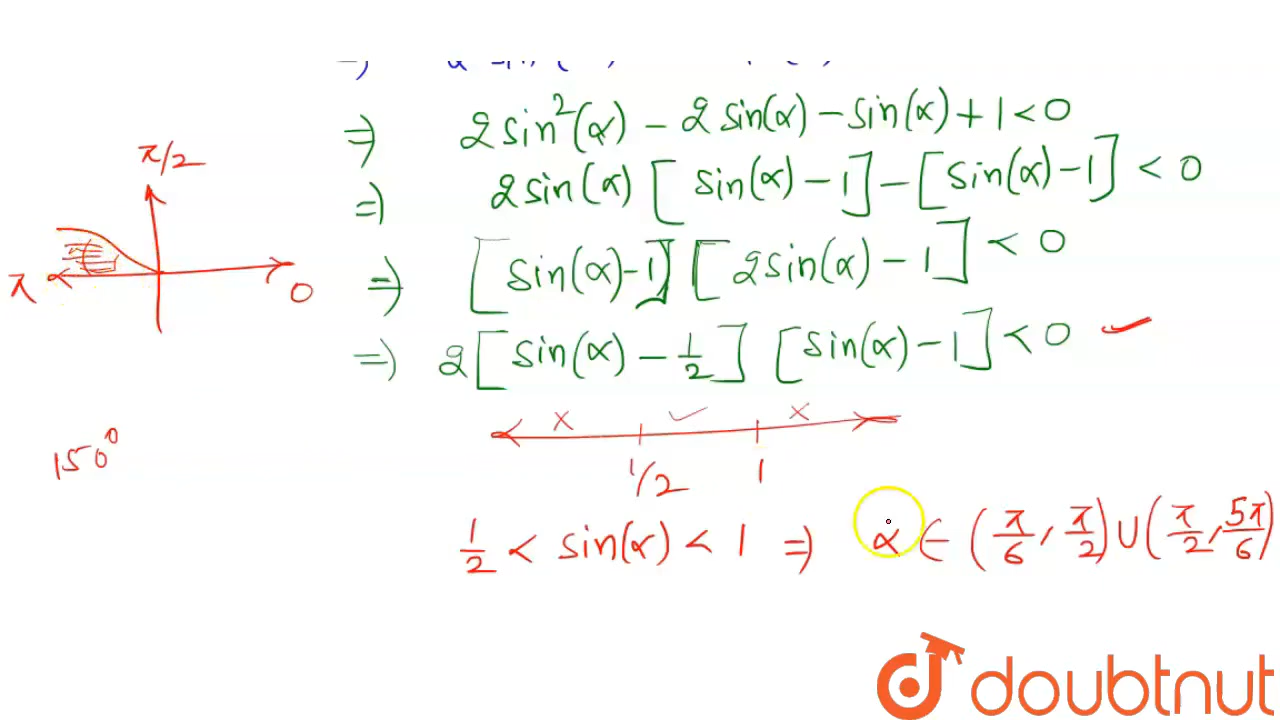 ⇒ 2sin²(α) − 2sin(α) − sin(α) + 1 < 0
⇒ 2sin(α) [sin(α) − 1] − [sin(α) − 1] < 0
⇒ [sin(α) − 1] [2sin(α) − 1] < 0
⇒ 2[sin(α) − 1/2] [sin(α) − 1] < 0 ✓
π/2
π 0
x ✓ x
1/2 1
150°
1/2 < sin(α) < 1 ⇒ α ∈ (π/6, π/2) ∪ (π/2, 5π/6)
doubtnut